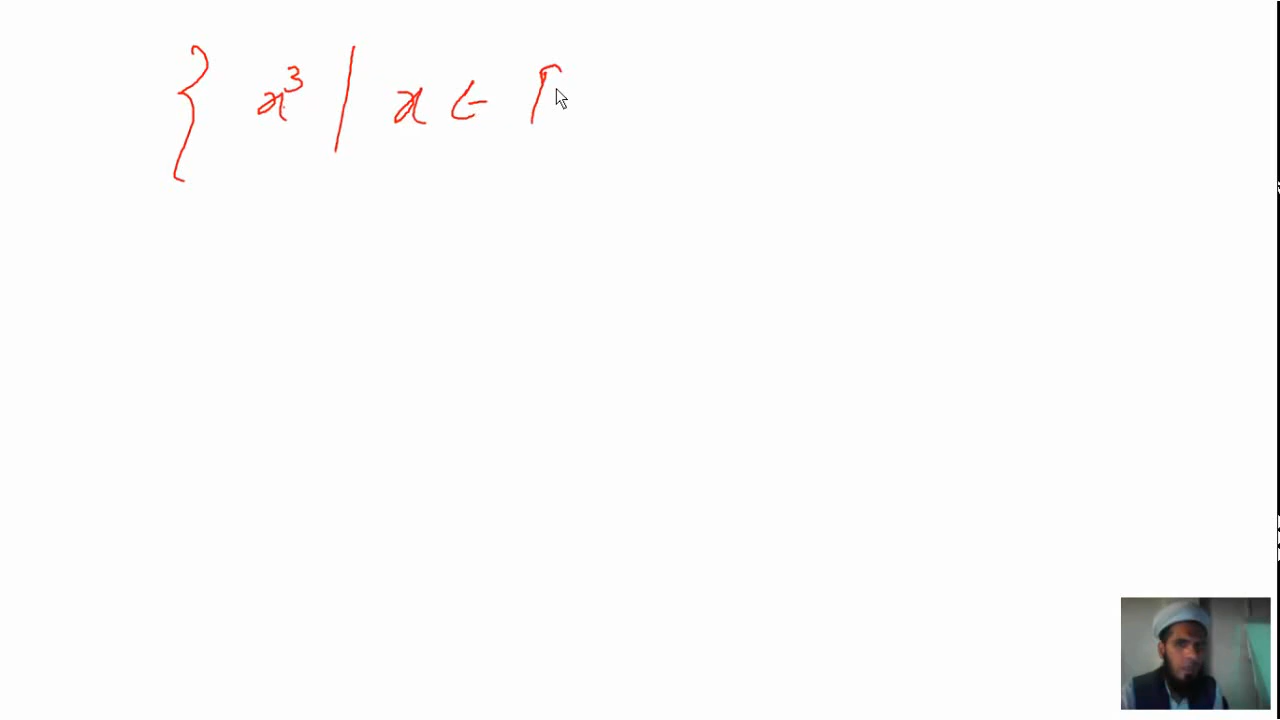 { x³ | x ∈